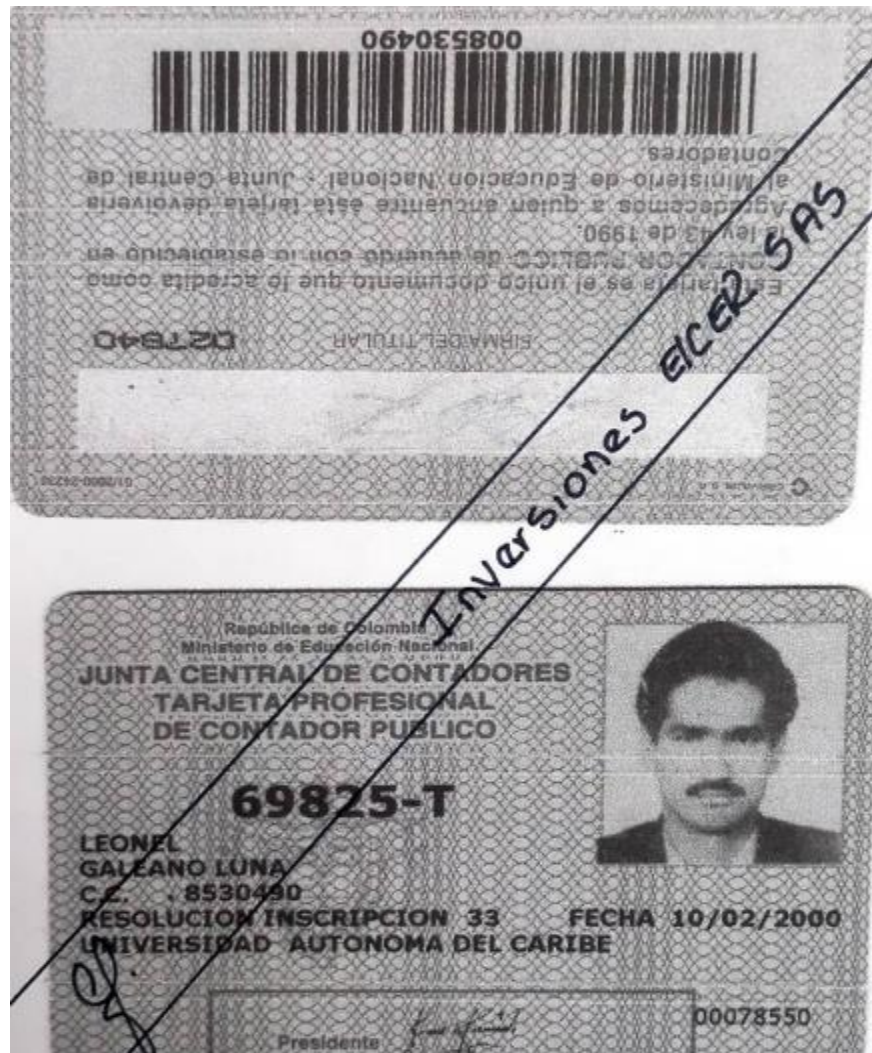 008530490
Esta tarjeta es el unico documento que lo acredita como
CONTADOR PUBLICO de acuerdo con lo establecido en
la ley 43 de 1990.
Agradecemos a quien encuentre ésta tarjeta devolverla
al Ministerio de Educación Nacional - Junta Central de
Contadores.
FIRMA DEL TITULAR
Inversiones EICER SAS
República de Colombia
Ministerio de Educación Nacional
JUNTA CENTRAL DE CONTADORES
TARJETA PROFESIONAL
DE CONTADOR PUBLICO
69825-T
LEONEL
GALEANO LUNA
C.C. . 8530490
RESOLUCION INSCRIPCION 33 FECHA 10/02/2000
UNIVERSIDAD AUTONOMA DEL CARIBE
00078550
Presidente